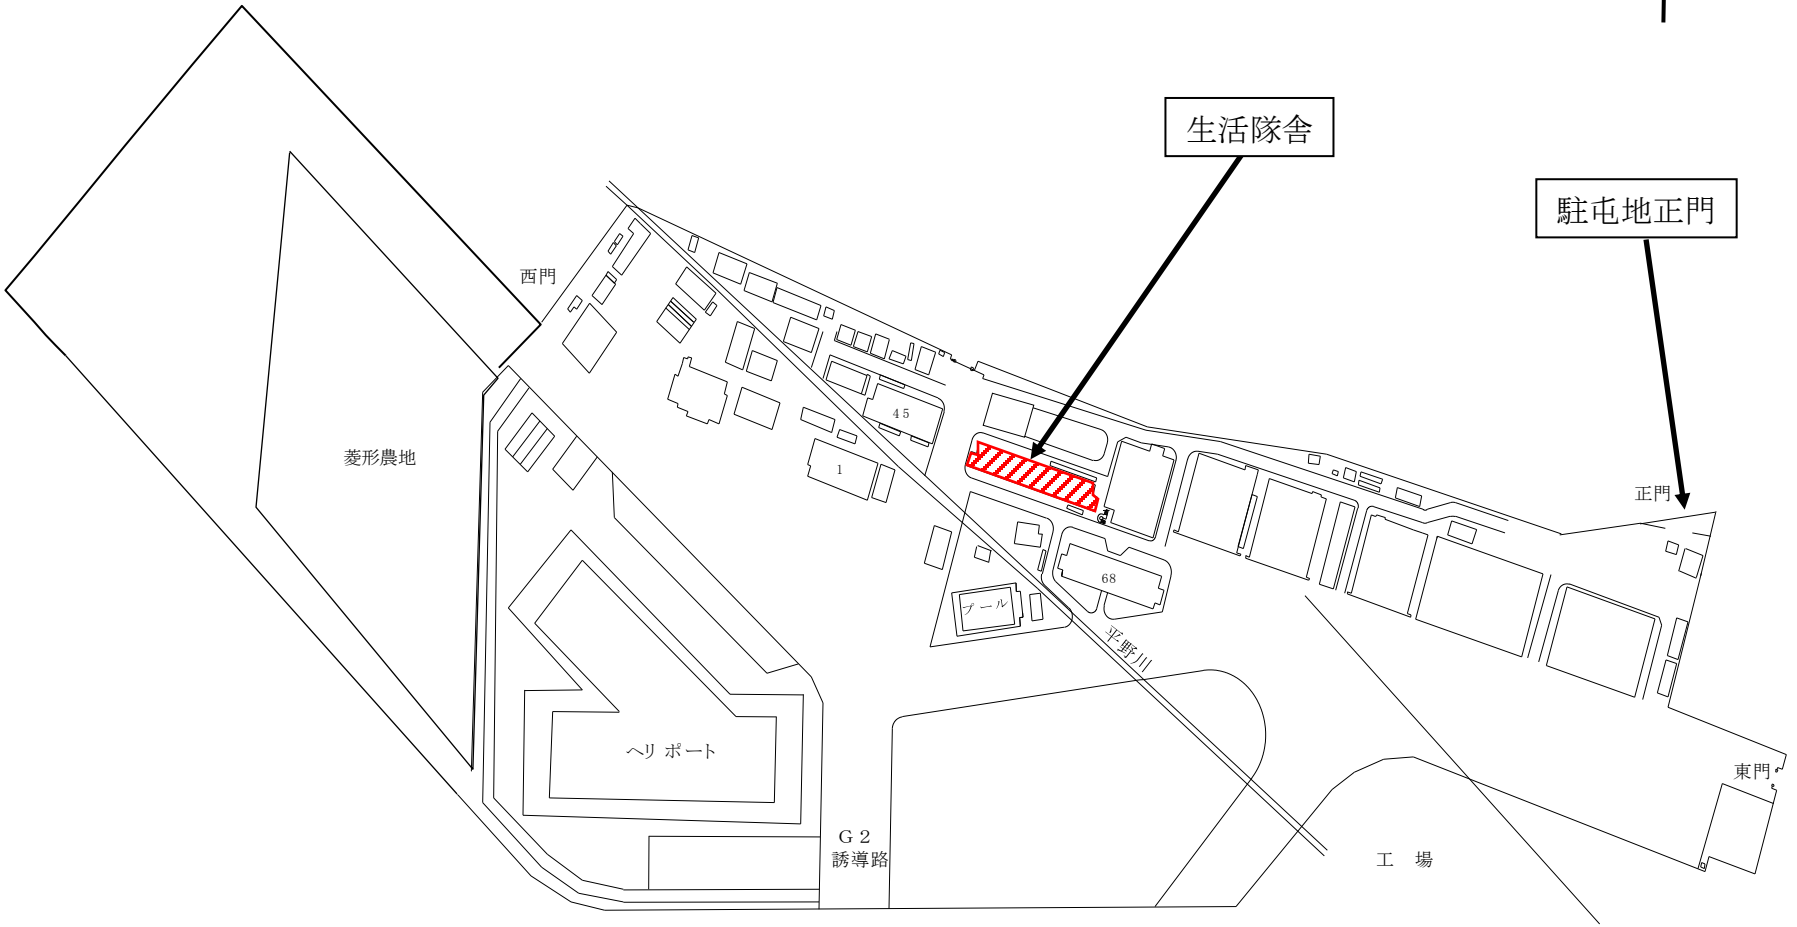 生活隊舎
駐屯地正門
西門
45
菱形農地
1
正門
68
プール
平野川
ヘリポート
東門
G2
誘導路
工 場